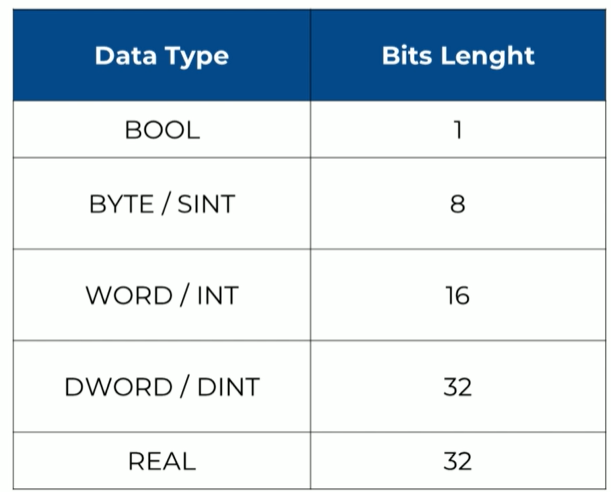 Data Type Bits Lenght
BOOL 1
BYTE / SINT 8
WORD / INT 16
DWORD / DINT 32
REAL 32